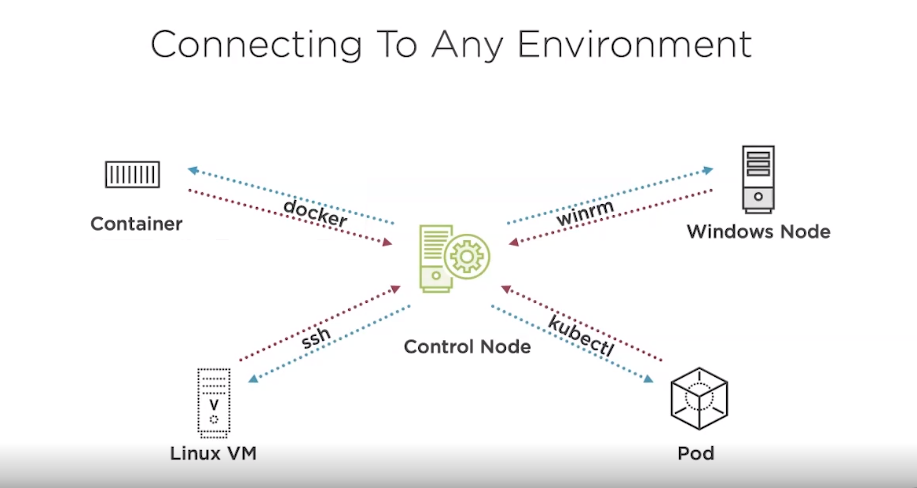 Connecting To Any Environment
Container
docker
winrm
Windows Node
ssh
Control Node
kubectl
V
Linux VM
Pod